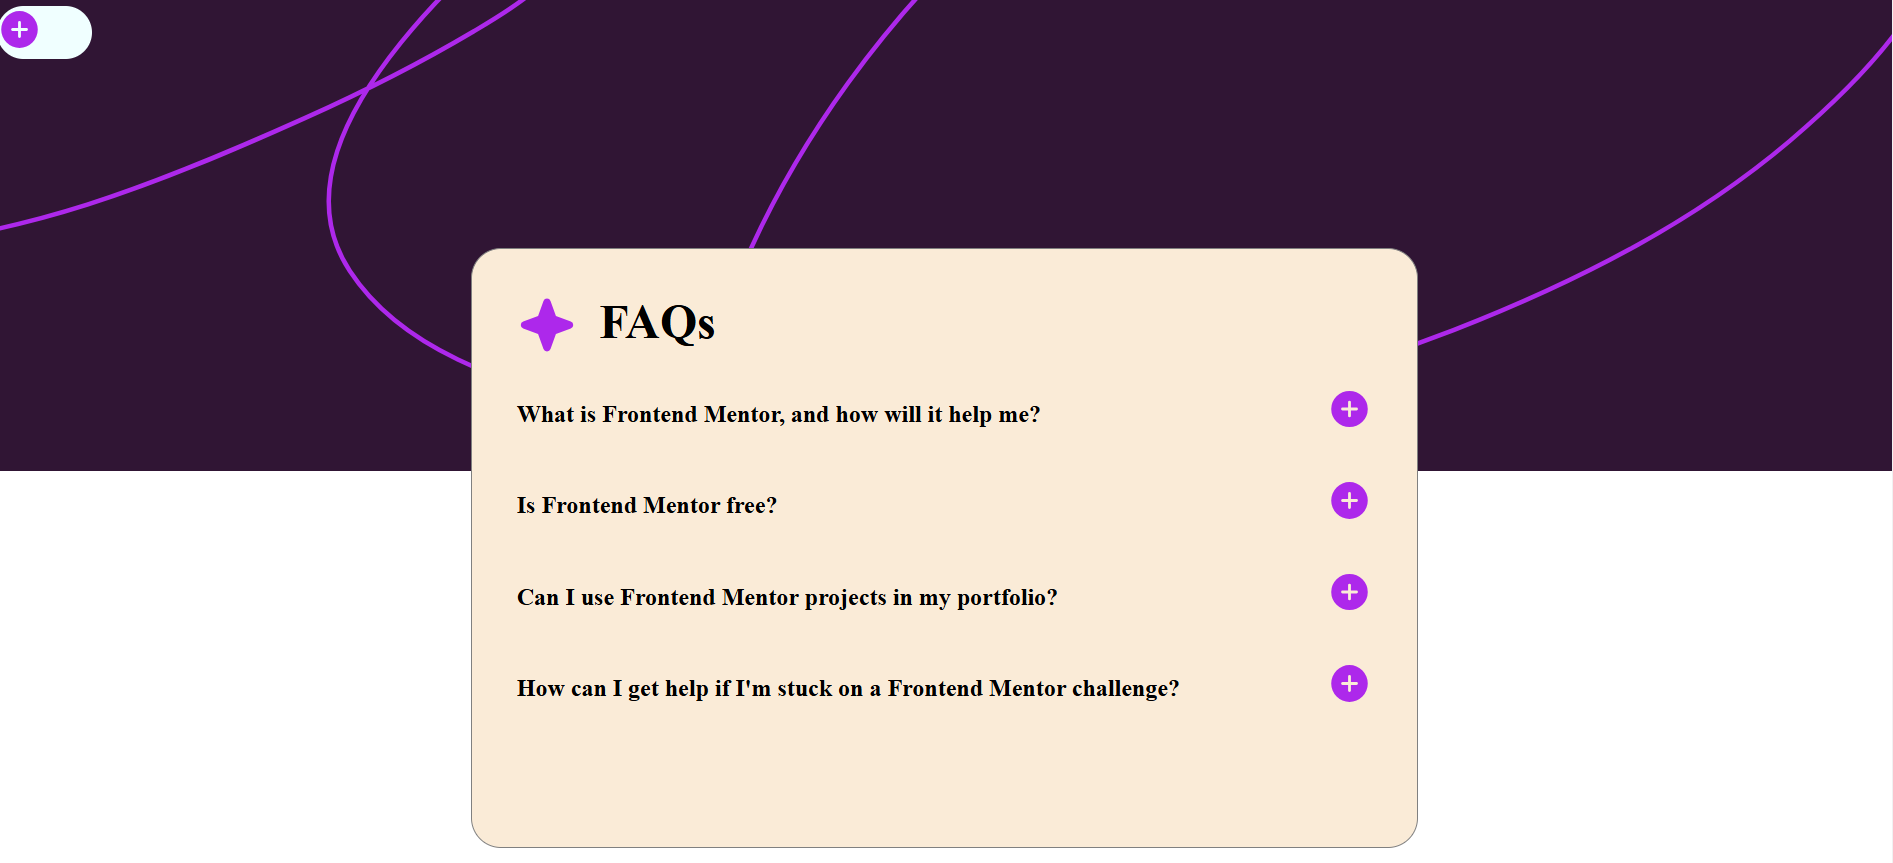 FAQs
What is Frontend Mentor, and how will it help me?
Is Frontend Mentor free?
Can I use Frontend Mentor projects in my portfolio?
How can I get help if I'm stuck on a Frontend Mentor challenge?